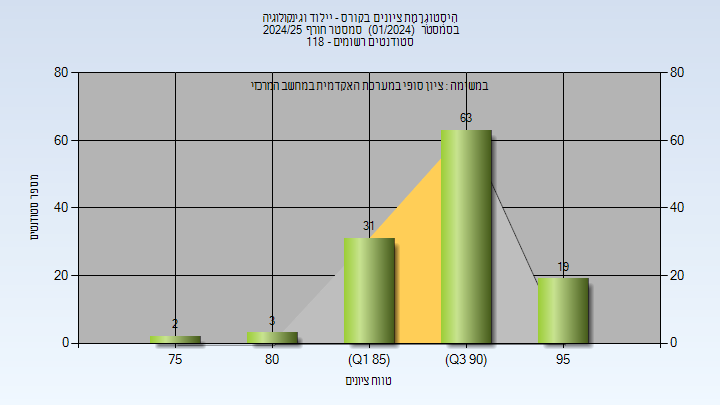 היסטוגרמת ציונים בקורס - יילוד וגינקולוגיה
בסמסטר (01/2024) סמסטר חורף 2024/25
סטודנטים רשומים - 118
במשימה : ציון סופי במערכת האקדמית במחשב המרכזי
80
60
40
20
0
80
60
40
20
0
מספר סטודנטים
2
3
31
63
19
75
80
(Q1 85)
(Q3 90)
95
טווח ציונים